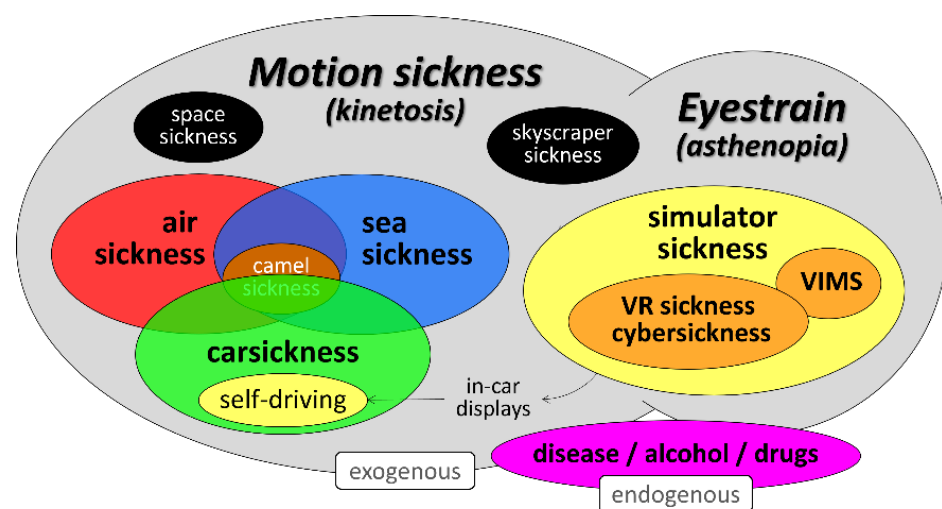 Motion sickness
(kinetosis)
Eyestrain
(asthenopia)
space
sickness
skyscraper
sickness
air
sickness
sea
sickness
camel
sickness
carsickness
self-driving
simulator
sickness
VIMS
VR sickness
cybersickness
in-car
displays
disease / alcohol / drugs
exogenous
endogenous